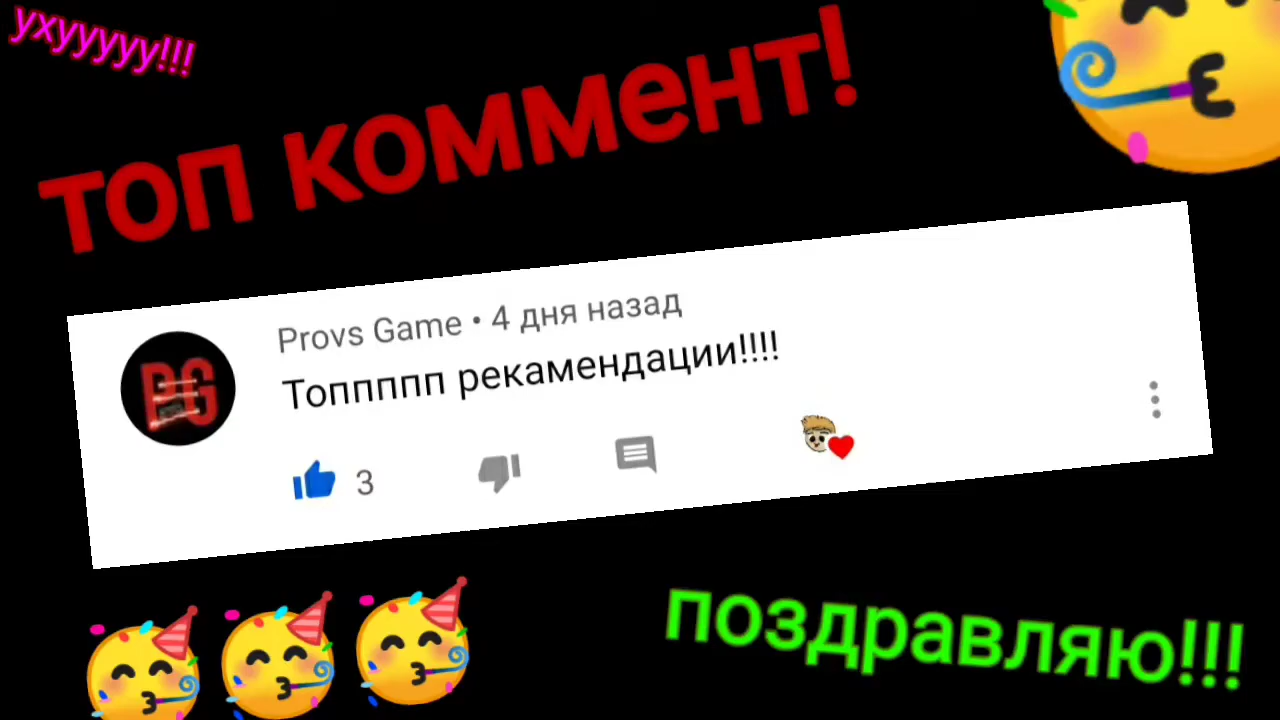 ухууууу!!!
топ коммент!
Provs Game • 4 дня назад
Топпппп рекамендации!!!!
3
поздравляю!!!